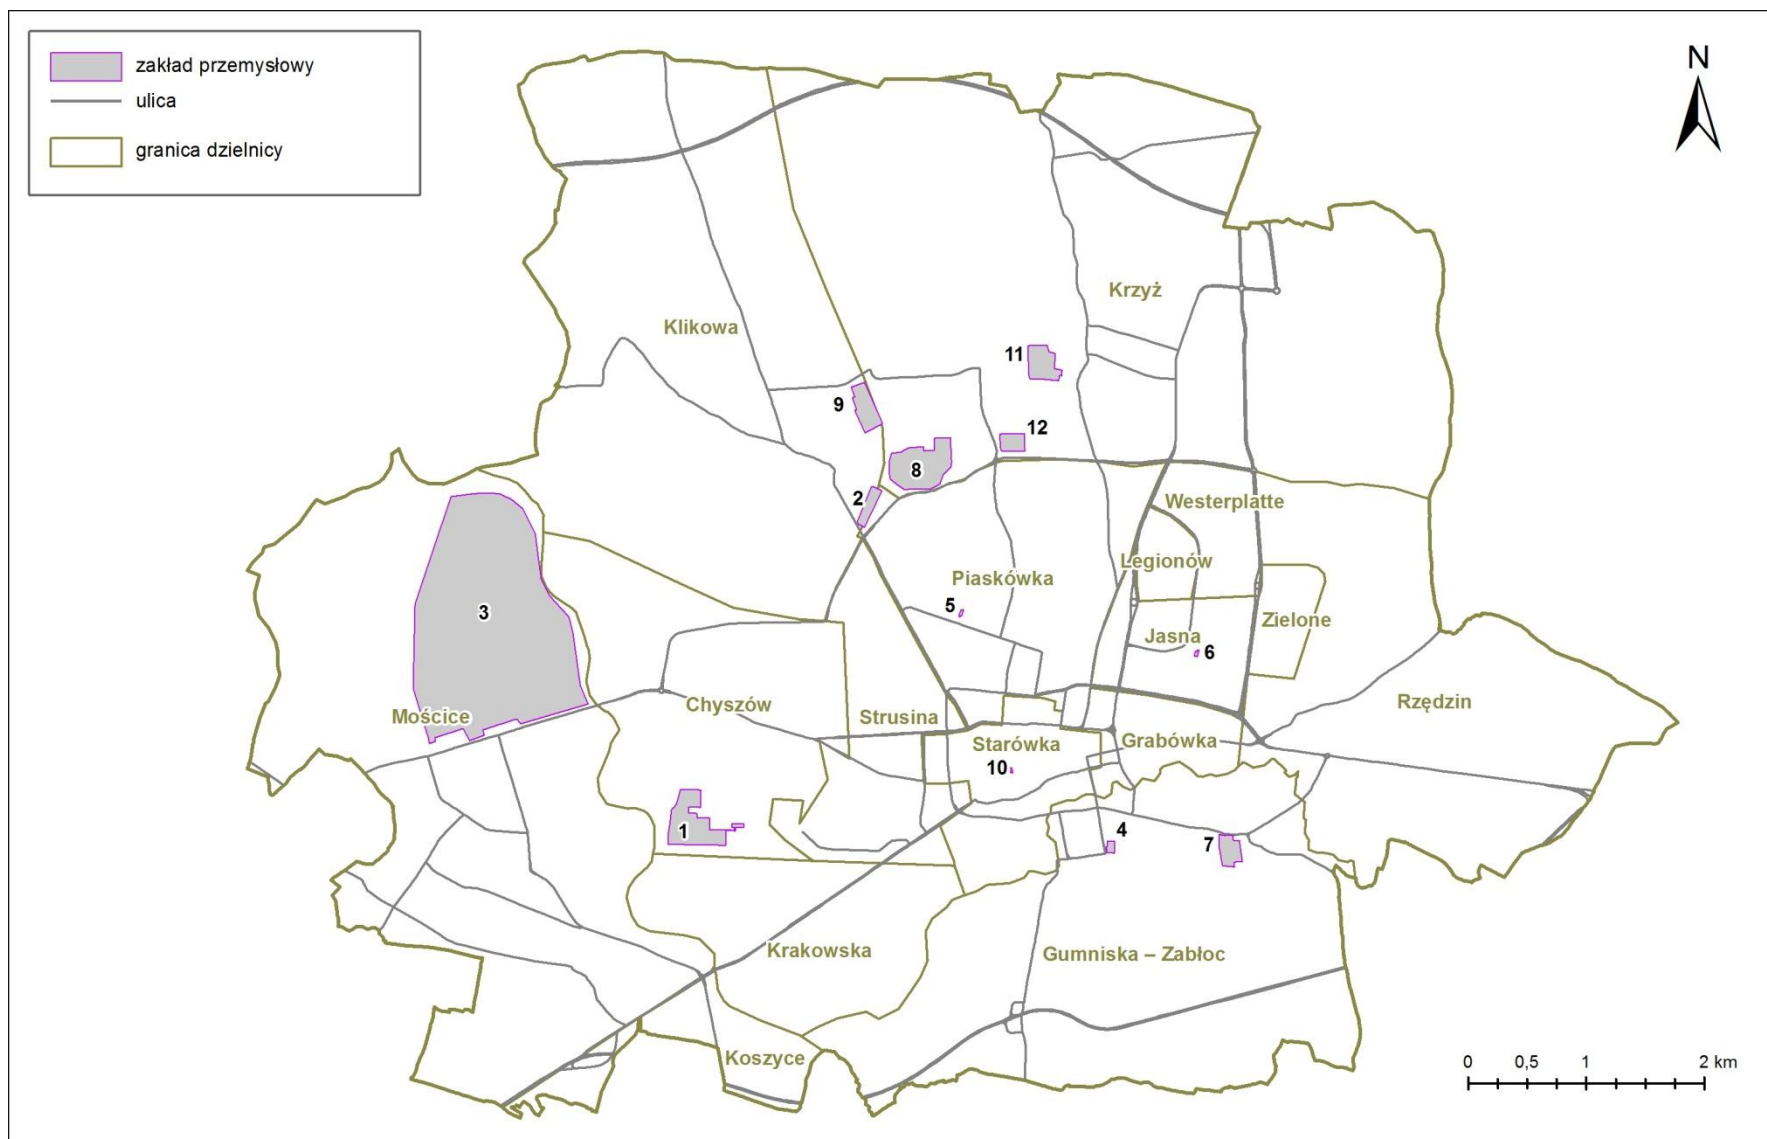 zakład przemysłowy
ulica
granica dzielnicy
N
Krzyż
Klikowa
11
9
12
8
2
Westerplatte
Legionów
Piaskówka
5
3
Zielone
Jasna
6
Chyszów
Rzędzin
Mościce
Strusina
Starówka
Grabówka
10
1
4
7
Krakowska
Gumniska – Zabłoc
Koszyce
0 0,5 1 2 km